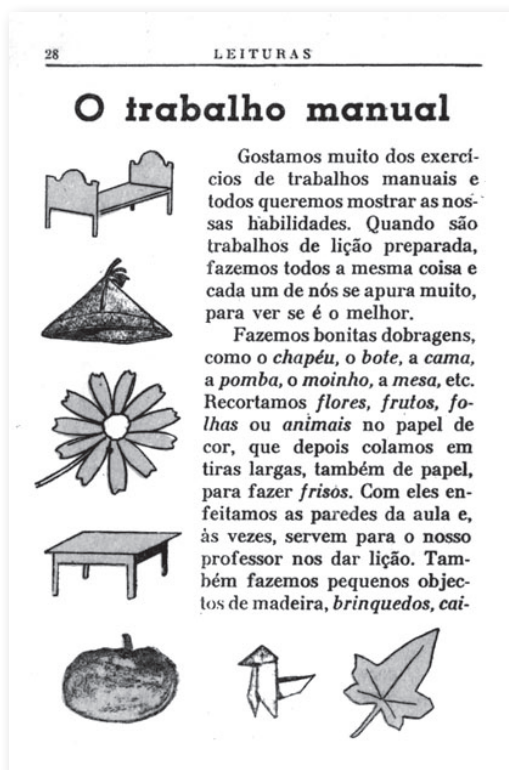 28
LEITURAS
O trabalho manual
Gostamos muito dos exercí-
cios de trabalhos manuais e
todos queremos mostrar as nos-
sas habilidades. Quando são
trabalhos de lição preparada,
fazemos todos a mesma coisa e
cada um de nós se apura muito,
para ver se é o melhor.
Fazemos bonitas dobragens,
como o chapéu, o bote, a cama,
a pomba, o moinho, a mesa, etc.
Recortamos flores, frutos, fo-
lhas ou animais no papel de
cor, que depois colamos em
tiras largas, também de papel,
para fazer frisos. Com eles en-
feitamos as paredes da aula e,
às vezes, servem para o nosso
professor nos dar lição. Tam-
bém fazemos pequenos objec-
tos de madeira, brinquedos, cai-